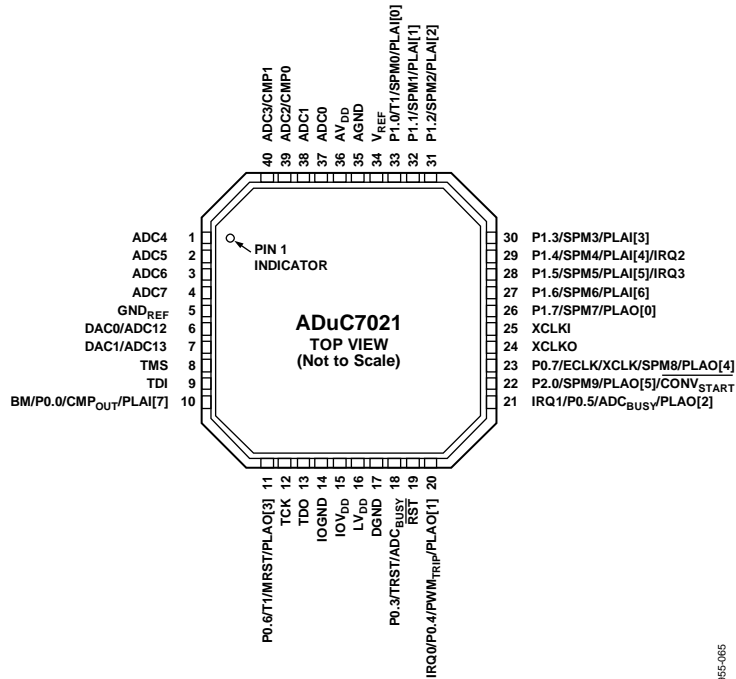 40 ADC3/CMP1
39 ADC2/CMP0
38 ADC1
37 ADC0
36 AVDD
35 AGND
34 VREF
33 P1.0/T1/SPM0/PLAI[0]
32 P1.1/SPM1/PLAI[1]
31 P1.2/SPM2/PLAI[2]
ADC4 1
ADC5 2
ADC6 3
ADC7 4
GNDREF 5
DAC0/ADC12 6
DAC1/ADC13 7
TMS 8
TDI 9
BM/P0.0/CMPOUT/PLAI[7] 10
PIN 1
INDICATOR
ADuC7021
TOP VIEW
(Not to Scale)
30 P1.3/SPM3/PLAI[3]
29 P1.4/SPM4/PLAI[4]/IRQ2
28 P1.5/SPM5/PLAI[5]/IRQ3
27 P1.6/SPM6/PLAI[6]
26 P1.7/SPM7/PLAO[0]
25 XCLKI
24 XCLKO
23 P0.7/ECLK/XCLK/SPM8/PLAO[4]
22 P2.0/SPM9/PLAO[5]/CONVSTART
21 IRQ1/P0.5/ADCBUSY/PLAO[2]
P0.6/T1/MRST/PLAO[3] 11
TCK 12
TDO 13
IOGND 14
IOVDD 15
LVDD 16
DGND 17
P0.3/TRST/ADCBUSY 18
RST 19
IRQ0/P0.4/PWMTRIP/PLAO[1] 20